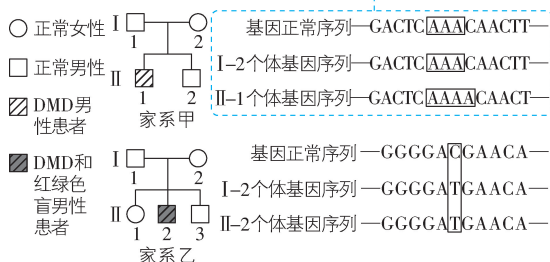 正常女性
正常男性
DMD男
性患者
DMD和
红绿色
盲男性
患者
I 1 2
II 1 2
家系甲
基因正常序列—GACTCAAACAACTT—
I-2个体基因序列—GACTCAAACAACTT—
II-1个体基因序列—GACTCAAAACAACT—
I 1 2
II 1 2 3
家系乙
基因正常序列—GGGGACGAACA—
I-2个体基因序列—GGGGATGAACA—
II-2个体基因序列—GGGGATGAACA—